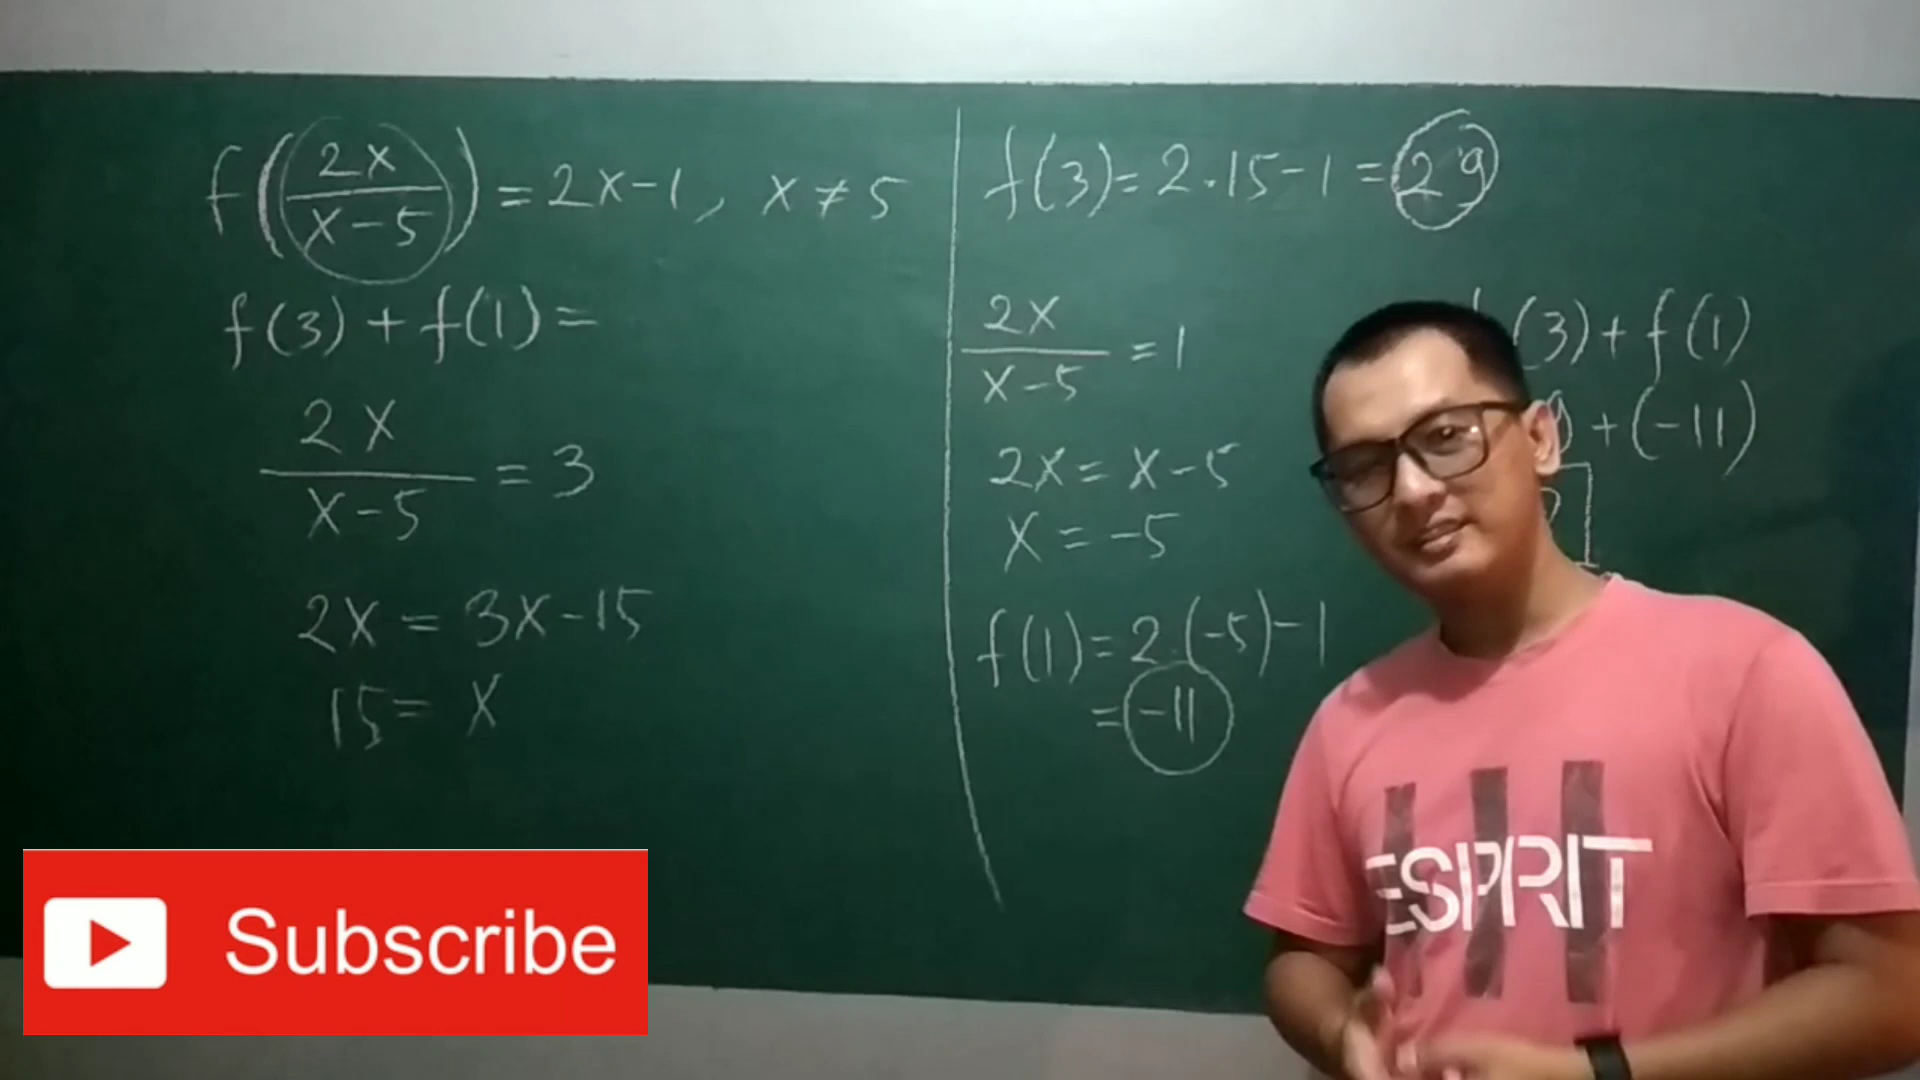 f(2x/(x-5)) = 2x-1, x ≠ 5
f(3) + f(1) =
2x/(x-5) = 3
2x = 3x-15
15 = x
f(3) = 2·15-1 = 29
2x/(x-5) = 1
2x = x-5
x = -5
f(1) = 2·(-5)-1
= -11
(3) + f(1)
+ (-11)
ESPRIT
Subscribe